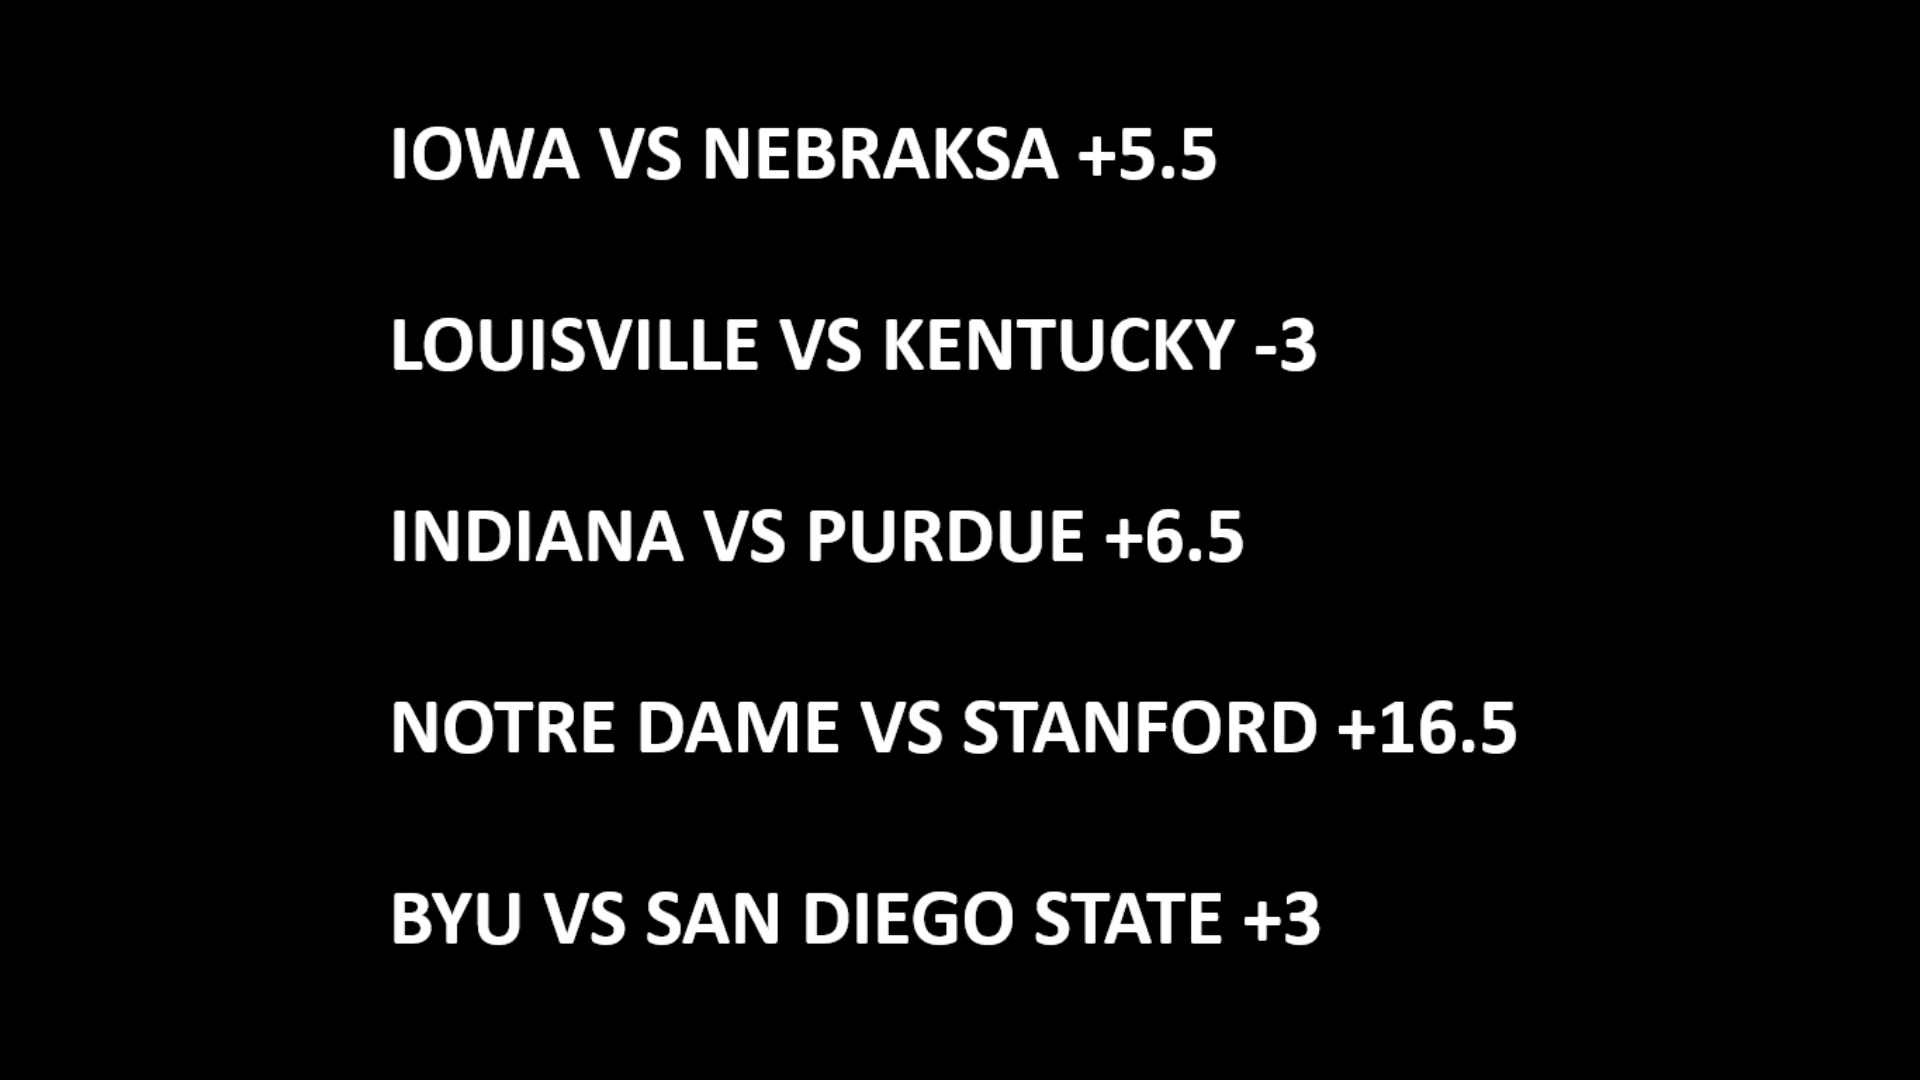 IOWA VS NEBRAKSA +5.5
LOUISVILLE VS KENTUCKY -3
INDIANA VS PURDUE +6.5
NOTRE DAME VS STANFORD +16.5
BYU VS SAN DIEGO STATE +3